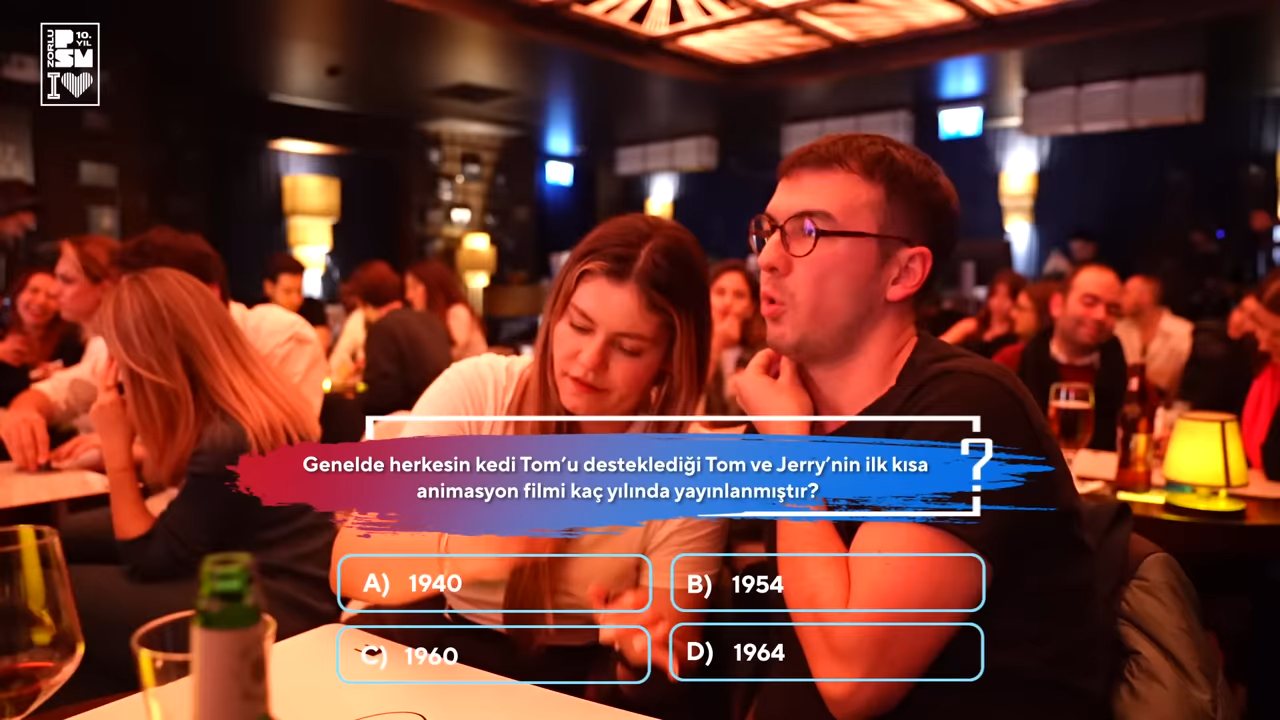 ZORLU
PSM
10.
YIL
I
Genelde herkesin kedi Tom'u desteklediği Tom ve Jerry'nin ilk kısa
animasyon filmi kaç yılında yayınlanmıştır?
?
A) 1940
B) 1954
C) 1960
D) 1964